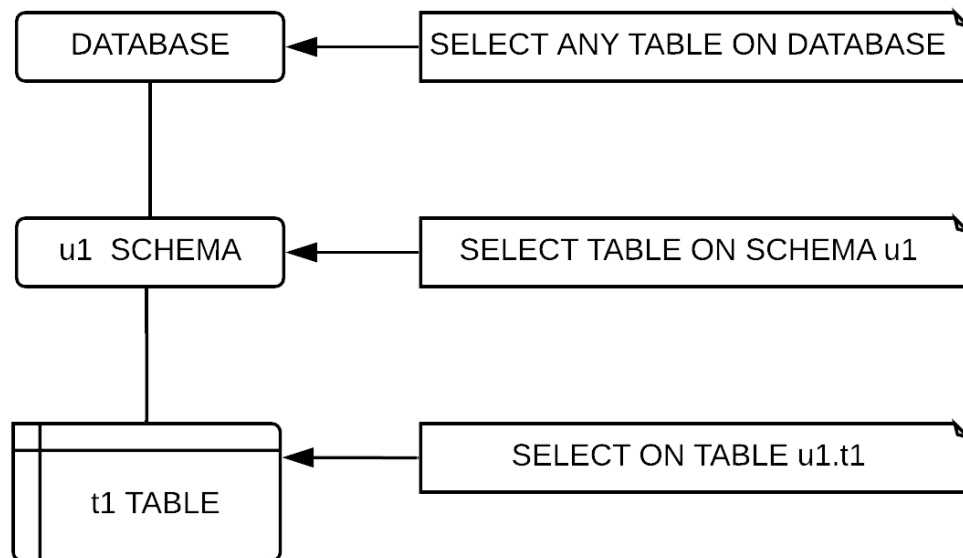 DATABASE
SELECT ANY TABLE ON DATABASE
u1 SCHEMA
SELECT TABLE ON SCHEMA u1
SELECT ON TABLE u1.t1
t1 TABLE